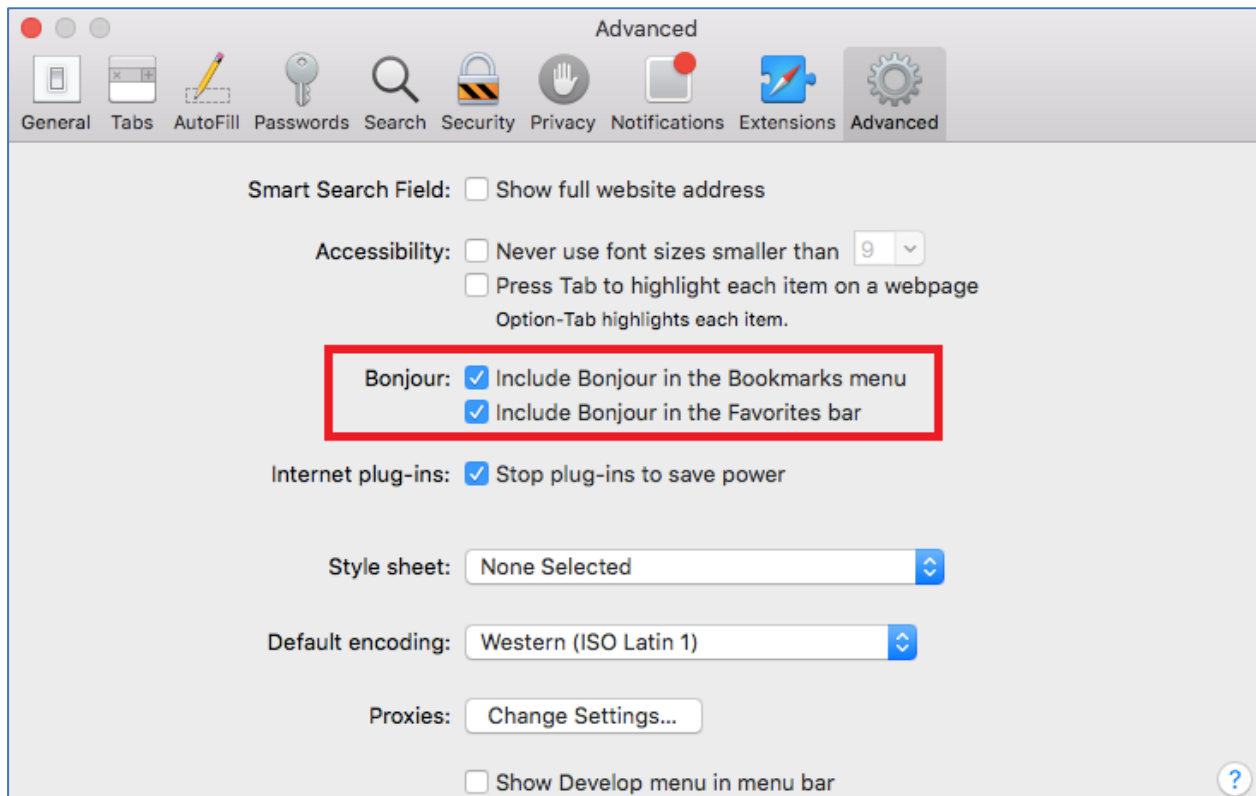 Advanced
General Tabs AutoFill Passwords Search Security Privacy Notifications Extensions Advanced
Smart Search Field: Show full website address
Accessibility: Never use font sizes smaller than 9
Press Tab to highlight each item on a webpage
Option-Tab highlights each item.
Bonjour: Include Bonjour in the Bookmarks menu
Include Bonjour in the Favorites bar
Internet plug-ins: Stop plug-ins to save power
Style sheet: None Selected
Default encoding: Western (ISO Latin 1)
Proxies: Change Settings...
Show Develop menu in menu bar
?